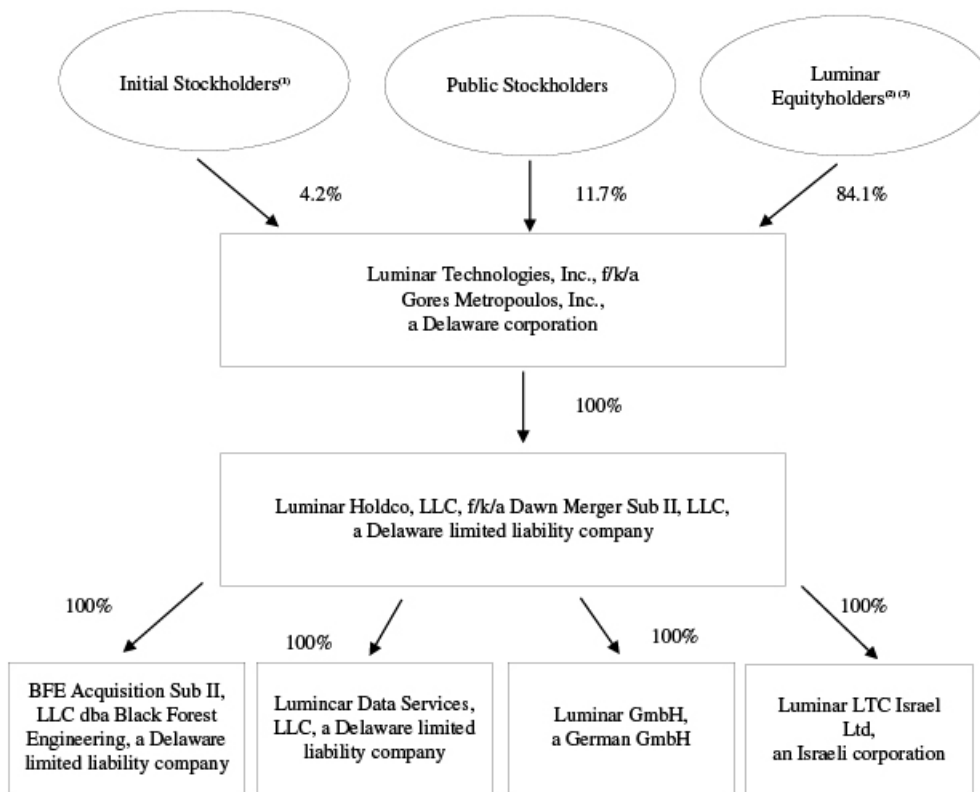 Initial Stockholders(1)
Public Stockholders
Luminar
Equityholders(2) (3)
4.2%
11.7%
84.1%
Luminar Technologies, Inc., f/k/a
Gores Metropoulos, Inc.,
a Delaware corporation
100%
Luminar Holdco, LLC, f/k/a Dawn Merger Sub II, LLC,
a Delaware limited liability company
100%
100%
100%
100%
BFE Acquisition Sub II,
LLC dba Black Forest
Engineering, a Delaware
limited liability company
Lumincar Data Services,
LLC, a Delaware limited
liability company
Luminar GmbH,
a German GmbH
Luminar LTC Israel
Ltd,
an Israeli corporation